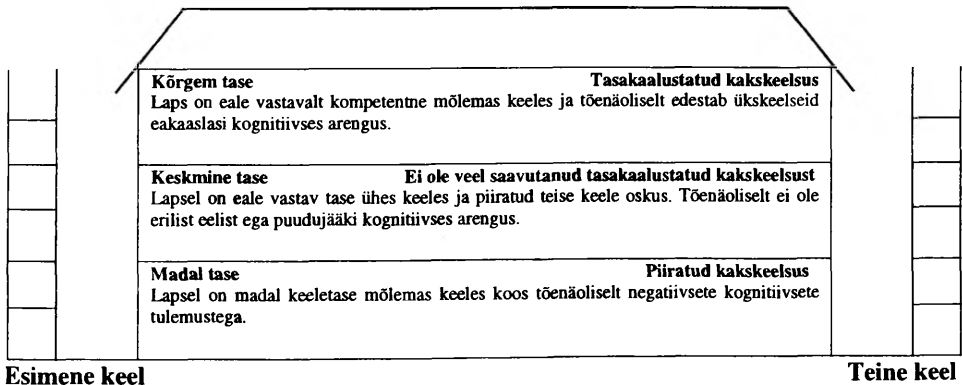 Kõrgem tase Tasakaalustatud kakskeelsus
Laps on eale vastavalt kompetentne mõlemas keeles ja tõenäoliselt edestab ükskeelseid
eakaaslasi kognitiivses arengus.
Keskmine tase Ei ole veel saavutanud tasakaalustatud kakskeelsust
Lapsel on eale vastav tase ühes keeles ja piiratud teise keele oskus. Tõenäoliselt ei ole
erilist eelist ega puudujääki kognitiivses arengus.
Madal tase Piiratud kakskeelsus
Lapsel on madal keeletase mõlemas keeles koos tõenäoliselt negatiivsete kognitiivsete
tulemustega.
Esimene keel Teine keel